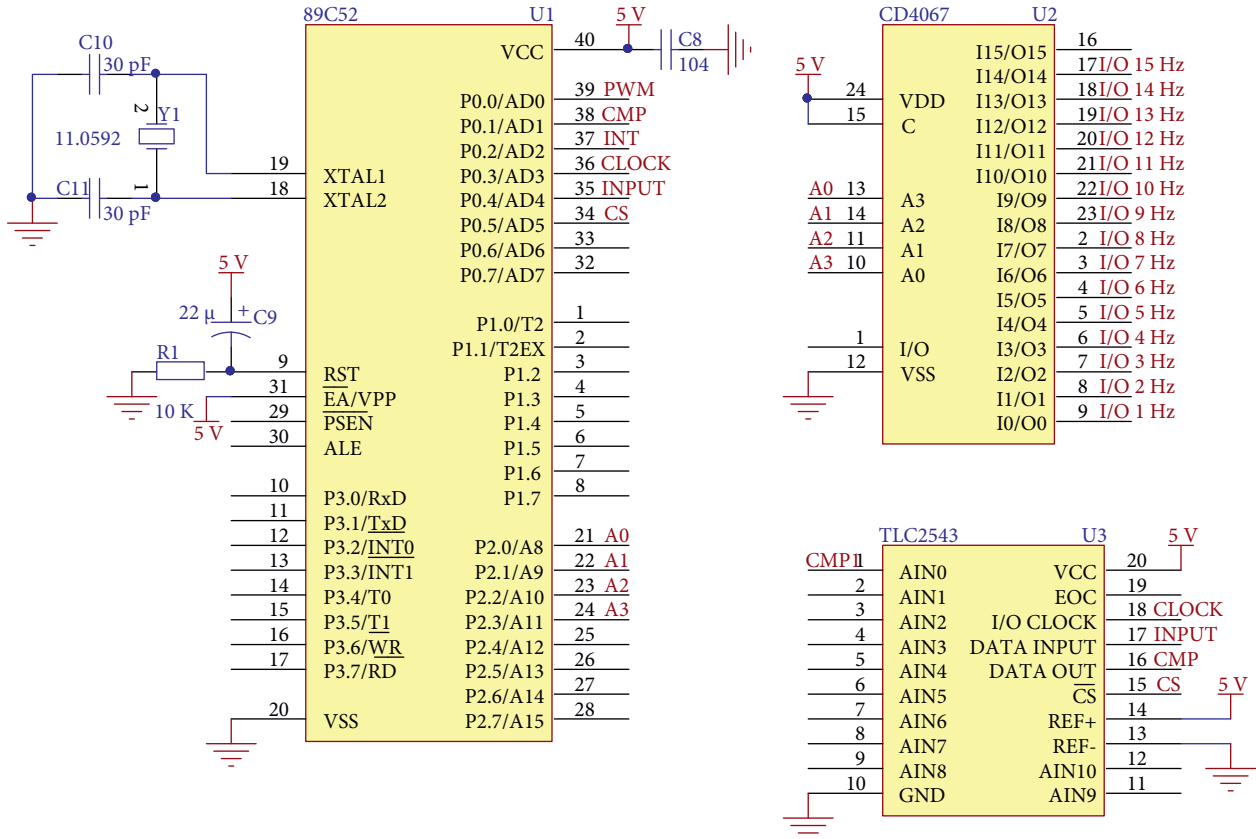 89C52 U1
C10
30 pF
Y1
2
1
11.0592
C11
30 pF
19 XTAL1
18 XTAL2
5 V
22 μ + C9
R1
10 K
5 V
9 RST
31 EA/VPP
29 PSEN
30 ALE
10 P3.0/RxD
11 P3.1/TxD
12 P3.2/INT0
13 P3.3/INT1
14 P3.4/T0
15 P3.5/T1
16 P3.6/WR
17 P3.7/RD
20 VSS
5 V
C8
104
VCC 40
P0.0/AD0 39 PWM
P0.1/AD1 38 CMP
P0.2/AD2 37 INT
P0.3/AD3 36 CLOCK
P0.4/AD4 35 INPUT
P0.5/AD5 34 CS
P0.6/AD6 33
P0.7/AD7 32
P1.0/T2 1
P1.1/T2EX 2
P1.2 3
P1.3 4
P1.4 5
P1.5 6
P1.6 7
P1.7 8
P2.0/A8 21 A0
P2.1/A9 22 A1
P2.2/A10 23 A2
P2.3/A11 24 A3
P2.4/A12 25
P2.5/A13 26
P2.6/A14 27
P2.7/A15 28
CD4067 U2
5 V
24 VDD
15 C
A0 13 A3
A1 14 A2
A2 11 A1
A3 10 A0
1 I/O
12 VSS
I15/O15 16
I14/O14 17 I/O 15 Hz
I13/O13 18 I/O 14 Hz
I12/O12 19 I/O 13 Hz
I11/O11 20 I/O 12 Hz
I10/O10 21 I/O 11 Hz
I9/O9 22 I/O 10 Hz
I8/O8 23 I/O 9 Hz
I7/O7 2 I/O 8 Hz
I6/O6 3 I/O 7 Hz
I5/O5 4 I/O 6 Hz
I4/O4 5 I/O 5 Hz
I3/O3 6 I/O 4 Hz
I2/O2 7 I/O 3 Hz
I1/O1 8 I/O 2 Hz
I0/O0 9 I/O 1 Hz
TLC2543 U3
CMP1 1 AIN0
2 AIN1
3 AIN2
4 AIN3
5 AIN4
6 AIN5
7 AIN6
8 AIN7
9 AIN8
10 GND
5 V
VCC 20
EOC 19
I/O CLOCK 18 CLOCK
DATA INPUT 17 INPUT
DATA OUT 16 CMP
CS 15 CS
5 V
REF+ 14
REF- 13
AIN10 12
AIN9 11